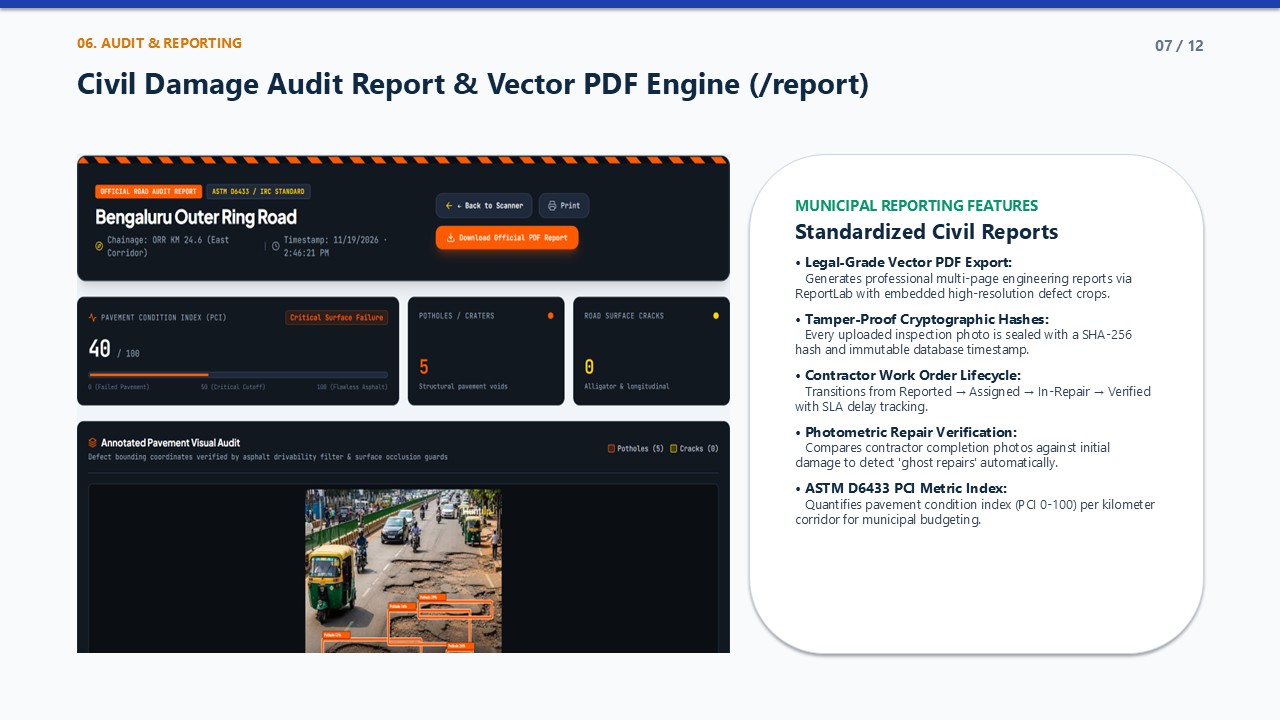 06. AUDIT & REPORTING
07 / 12
Civil Damage Audit Report & Vector PDF Engine (/report)
OFFICIAL ROAD AUDIT REPORT
ASTM D6433 / IRC STANDARD
Bengaluru Outer Ring Road
Chainage: ORR KM 24.6 (East
Corridor)
Timestamp: 11/19/2026 ·
2:46:21 PM
← Back to Scanner
Print
Download Official PDF Report
PAVEMENT CONDITION INDEX (PCI)
Critical Surface Failure
40 / 100
0 (Failed Pavement)
50 (Critical Cutoff)
100 (Flawless Asphalt)
POTHOLES / CRATERS
5
Structural pavement voids
ROAD SURFACE CRACKS
0
Alligator & longitudinal
Annotated Pavement Visual Audit
Defect bounding coordinates verified by asphalt drivability filter & surface occlusion guards
Potholes (5)
Cracks (0)
MUNICIPAL REPORTING FEATURES
Standardized Civil Reports
• Legal-Grade Vector PDF Export:
Generates professional multi-page engineering reports via
ReportLab with embedded high-resolution defect crops.
• Tamper-Proof Cryptographic Hashes:
Every uploaded inspection photo is sealed with a SHA-256
hash and immutable database timestamp.
• Contractor Work Order Lifecycle:
Transitions from Reported → Assigned → In-Repair → Verified
with SLA delay tracking.
• Photometric Repair Verification:
Compares contractor completion photos against initial
damage to detect 'ghost repairs' automatically.
• ASTM D6433 PCI Metric Index:
Quantifies pavement condition index (PCI 0-100) per kilometer
corridor for municipal budgeting.